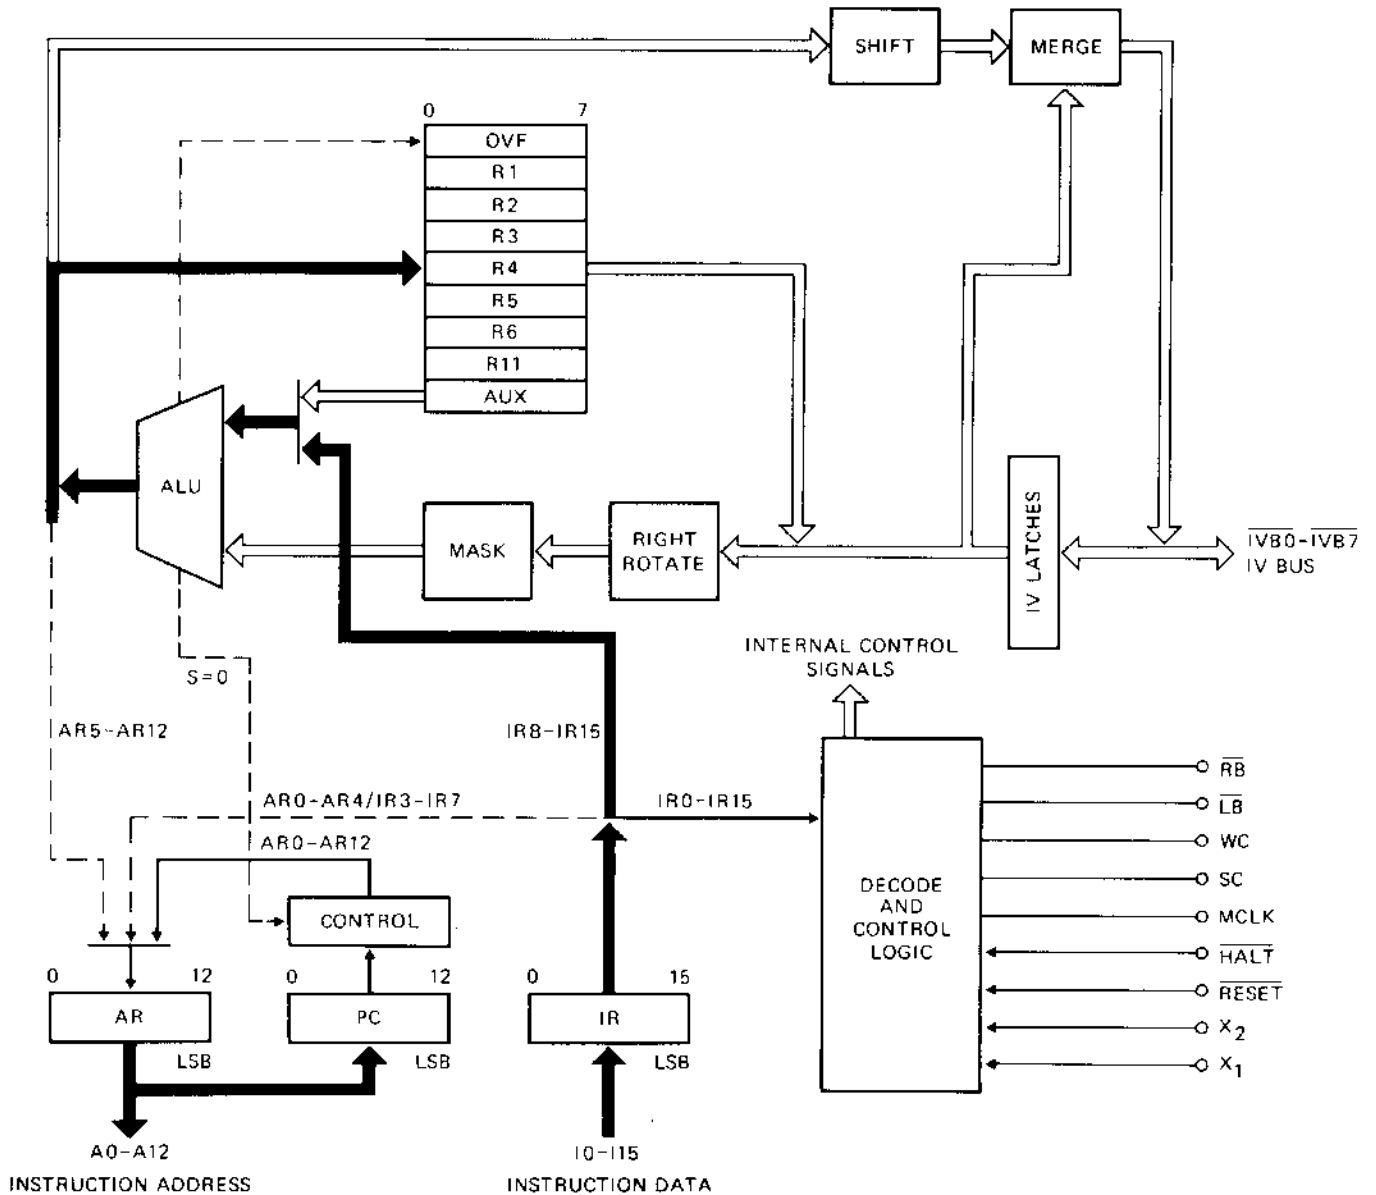 SHIFT
MERGE
0 7
OVF
R1
R2
R3
R4
R5
R6
R11
AUX
ALU
MASK
RIGHT
ROTATE
IV LATCHES
IVB0-IVB7
IV BUS
S=0
INTERNAL CONTROL
SIGNALS
AR5-AR12
IR8-IR15
AR0-AR4/IR3-IR7
IR0-IR15
AR0-AR12
DECODE
AND
CONTROL
LOGIC
RB
LB
WC
SC
MCLK
HALT
RESET
X2
X1
CONTROL
0 12
AR
LSB
0 12
PC
LSB
0 15
IR
LSB
A0-A12
INSTRUCTION ADDRESS
I0-I15
INSTRUCTION DATA